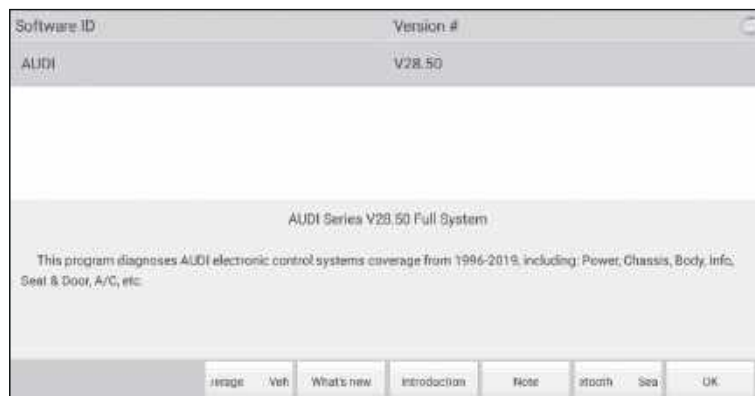 Software ID Version #
AUDI V28.50
AUDI Series V28.50 Full System
This program diagnoses AUDI electronic control systems coverage from 1996-2019, including: Power, Chassis, Body, Info,
Seat & Door, A/C, etc.
erage Veh What's new Introduction Note etooth Sea OK